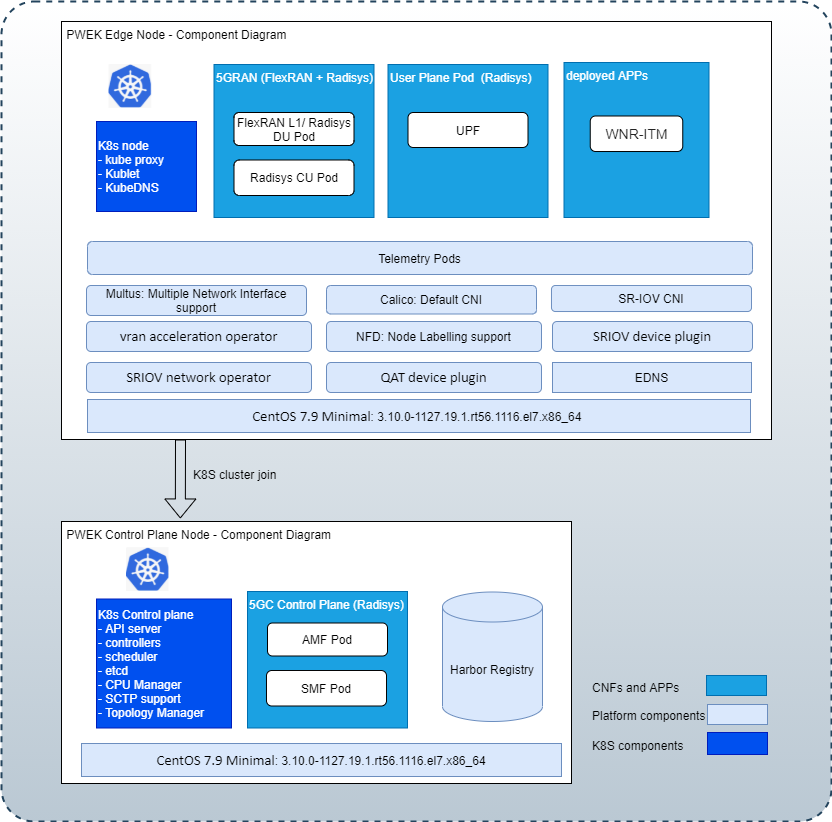 PWEK Edge Node - Component Diagram
K8s node
- kube proxy
- Kublet
- KubeDNS
5GRAN (FlexRAN + Radisys)
FlexRAN L1/ Radisys
DU Pod
Radisys CU Pod
User Plane Pod (Radisys)
UPF
deployed APPs
WNR-ITM
Telemetry Pods
Multus: Multiple Network Interface
support
Calico: Default CNI
SR-IOV CNI
vran acceleration operator
NFD: Node Labelling support
SRIOV device plugin
SRIOV network operator
QAT device plugin
EDNS
CentOS 7.9 Minimal: 3.10.0-1127.19.1.rt56.1116.el7.x86_64
K8S cluster join
PWEK Control Plane Node - Component Diagram
K8s Control plane
- API server
- controllers
- scheduler
- etcd
- CPU Manager
- SCTP support
- Topology Manager
5GC Control Plane (Radisys)
AMF Pod
SMF Pod
Harbor Registry
CentOS 7.9 Minimal: 3.10.0-1127.19.1.rt56.1116.el7.x86_64
CNFs and APPs
Platform components
K8S components